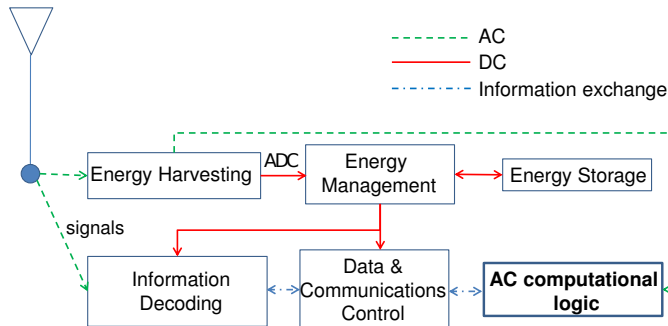 AC
DC
Information exchange
Energy Harvesting
ADC
Energy
Management
Energy Storage
signals
Information
Decoding
Data &
Communications
Control
AC computational
logic